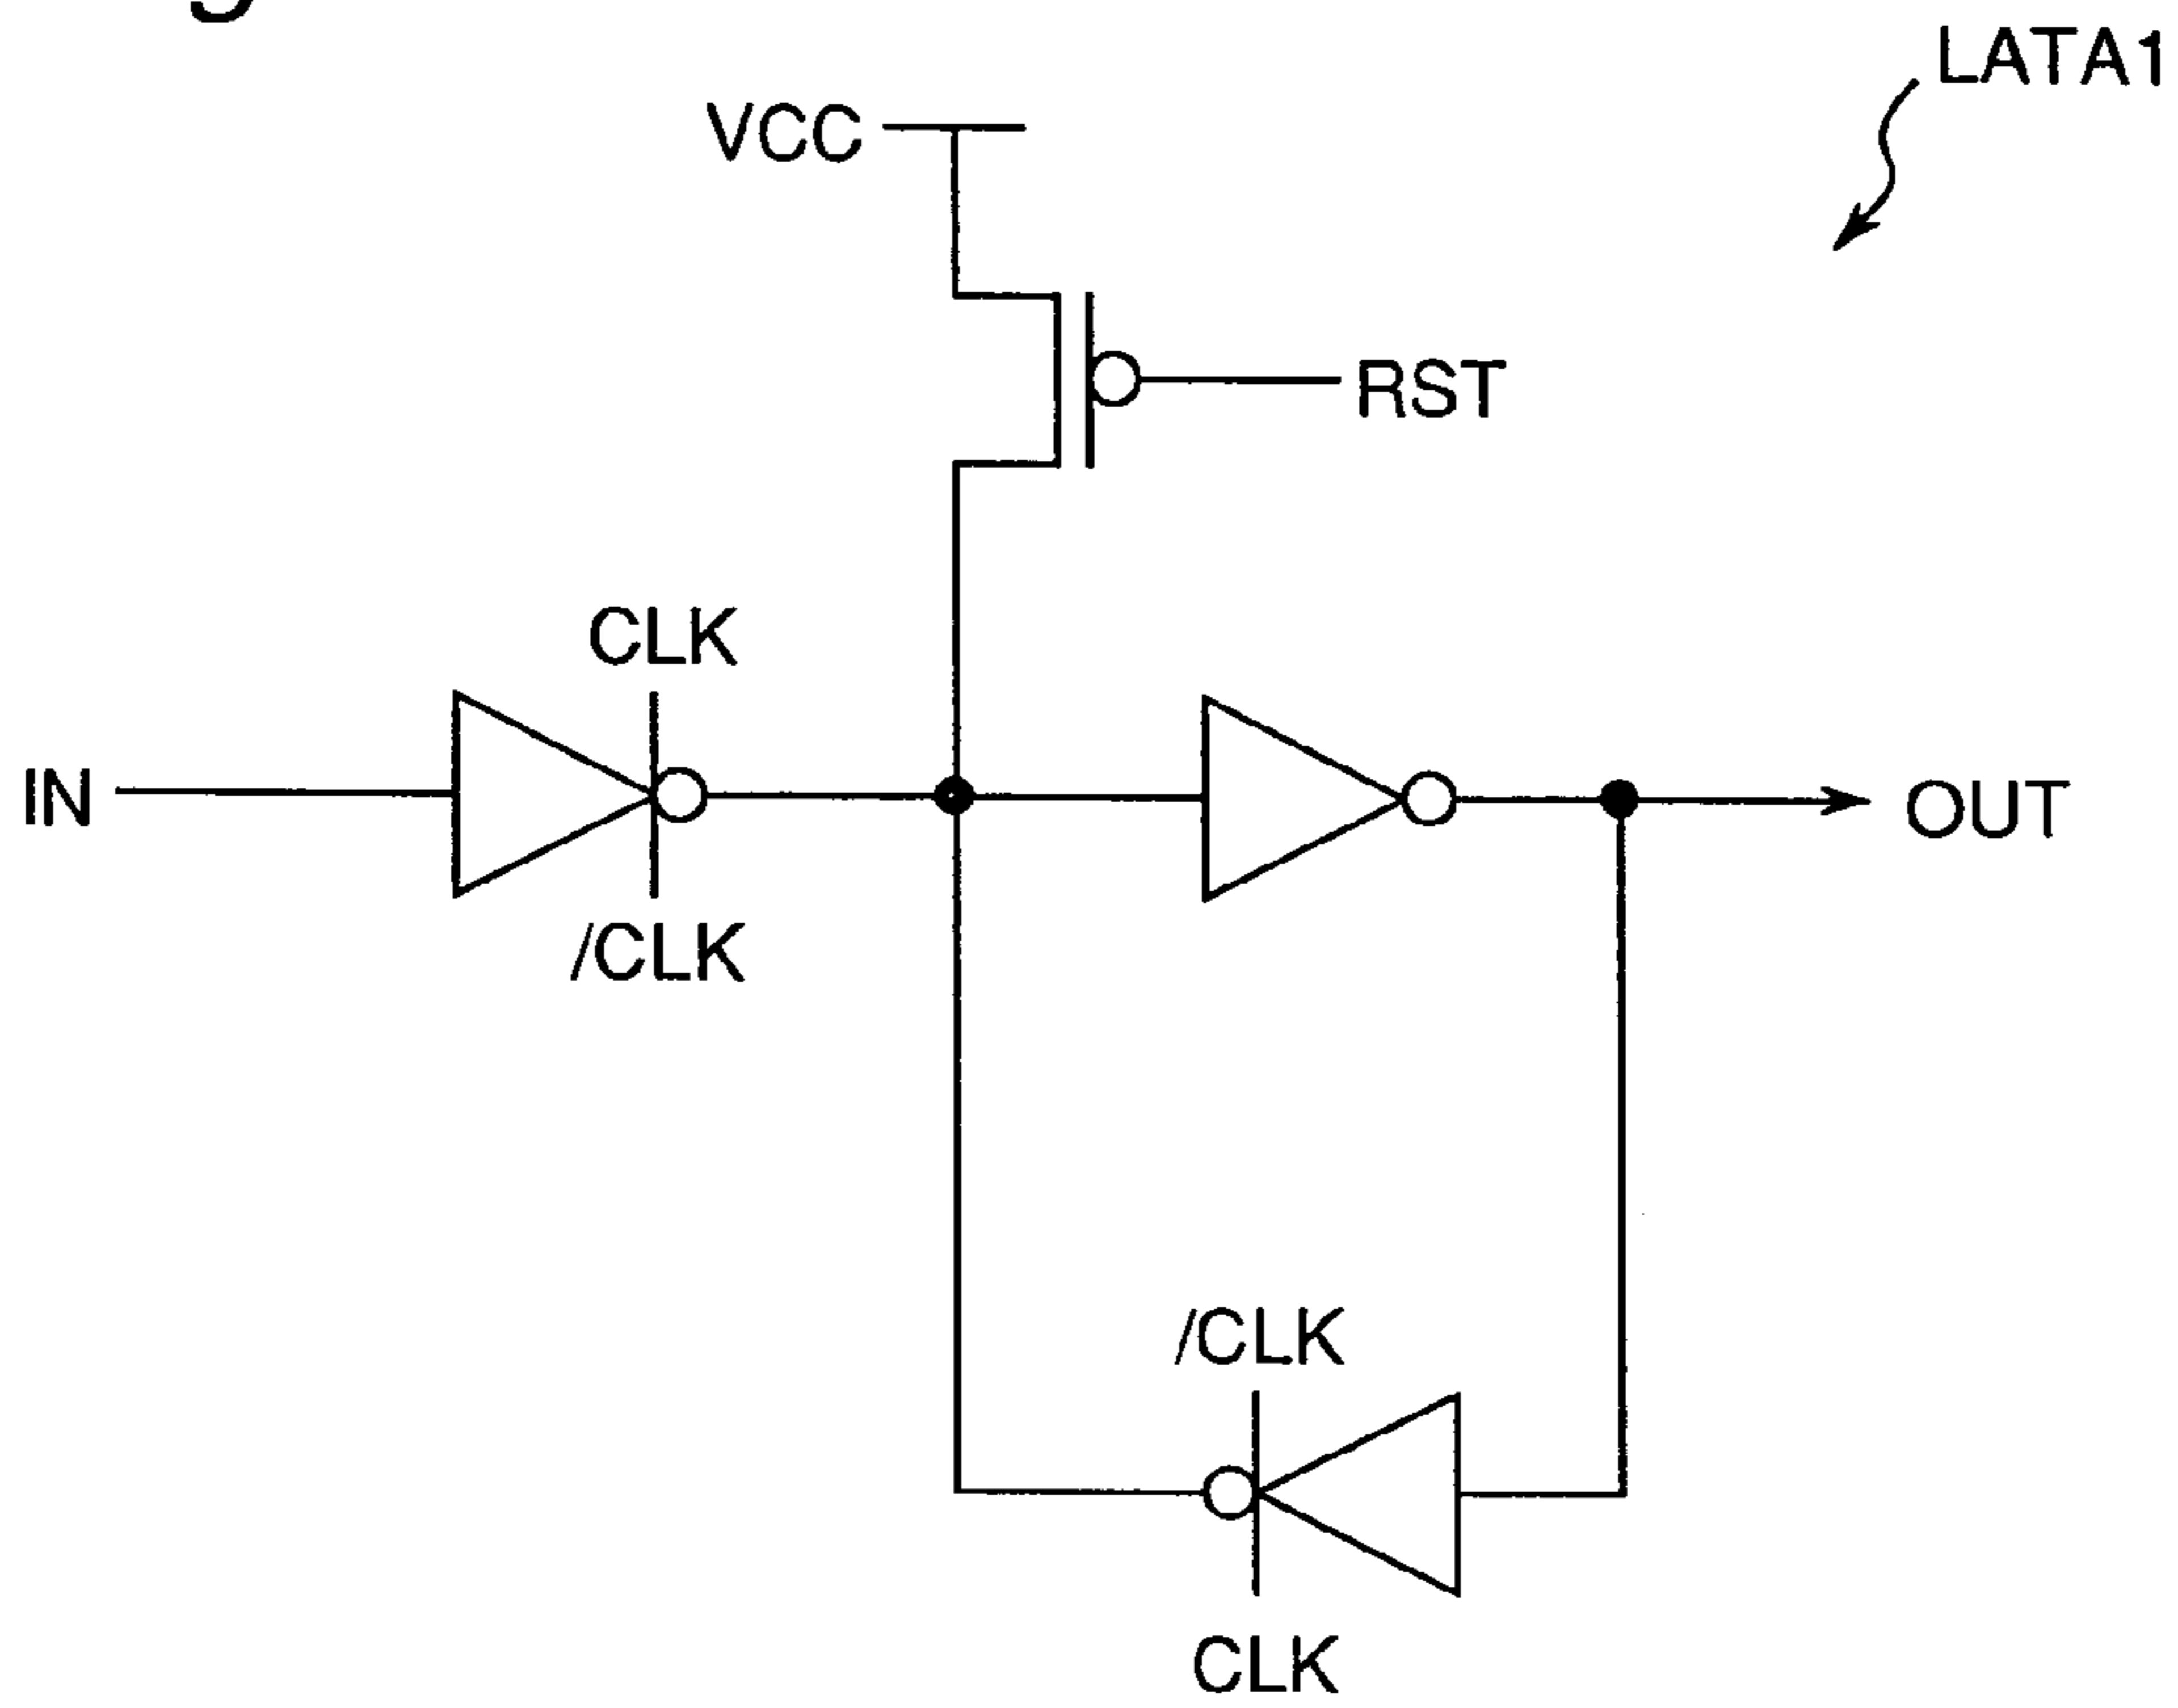 LATA1
VCC
RST
CLK
IN
OUT
/CLK
/CLK
CLK